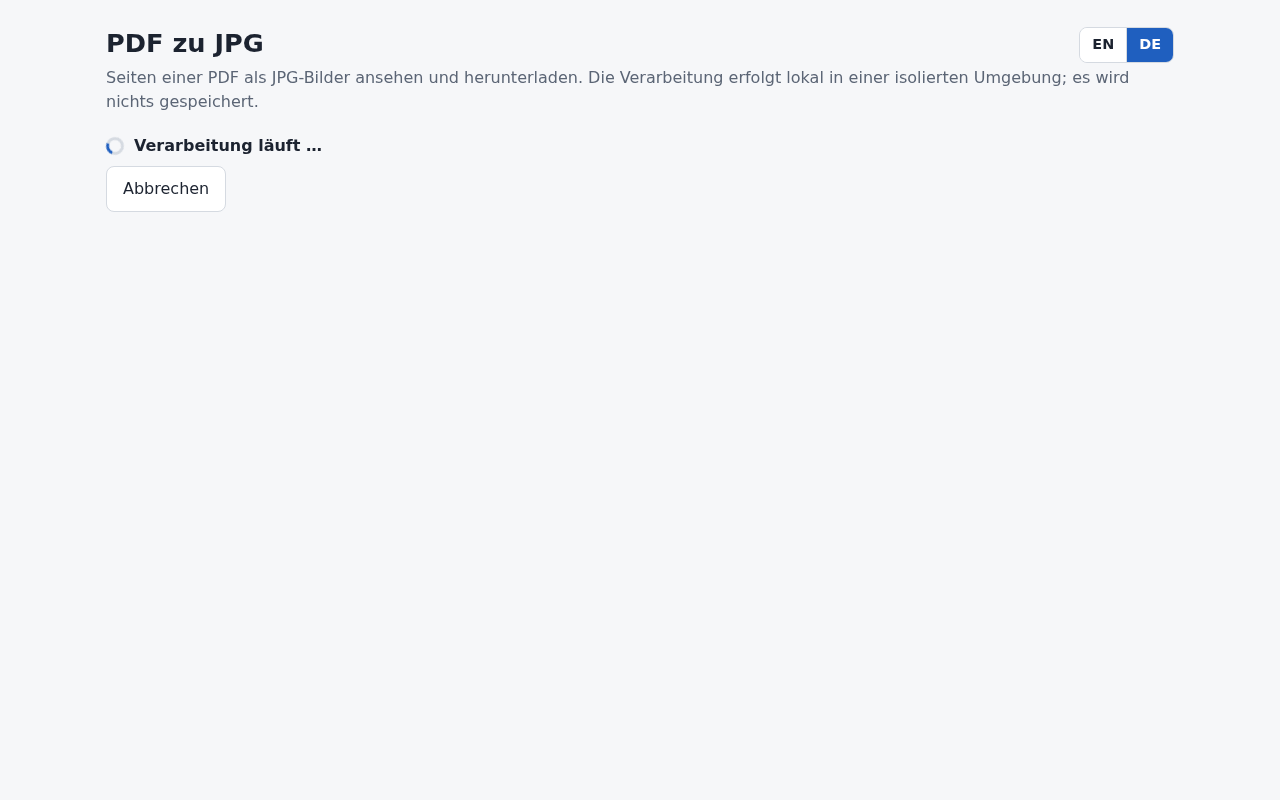 PDF zu JPG
EN DE
Seiten einer PDF als JPG-Bilder ansehen und herunterladen. Die Verarbeitung erfolgt lokal in einer isolierten Umgebung; es wird
nichts gespeichert.
Verarbeitung läuft …
Abbrechen